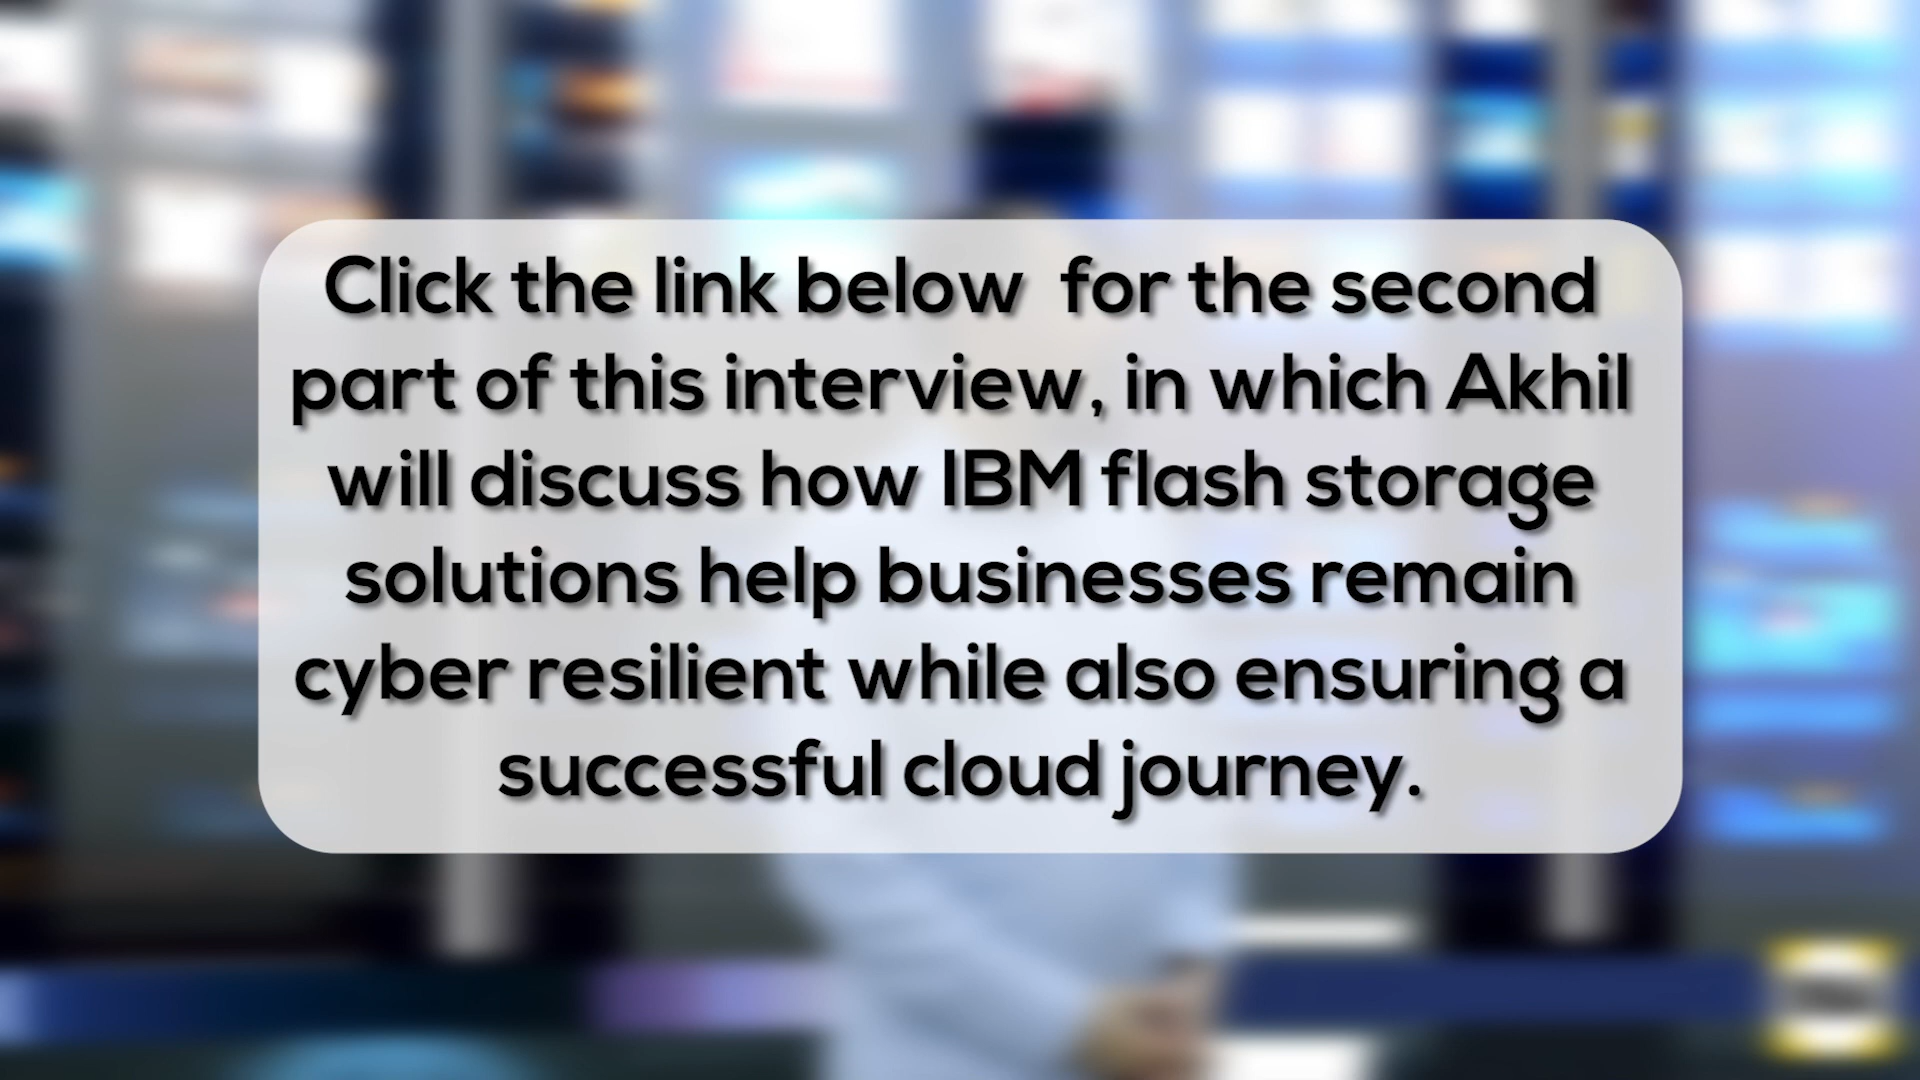 Click the link below  for the second
part of this interview, in which Akhil
will discuss how IBM flash storage
solutions help businesses remain
cyber resilient while also ensuring a
successful cloud journey.